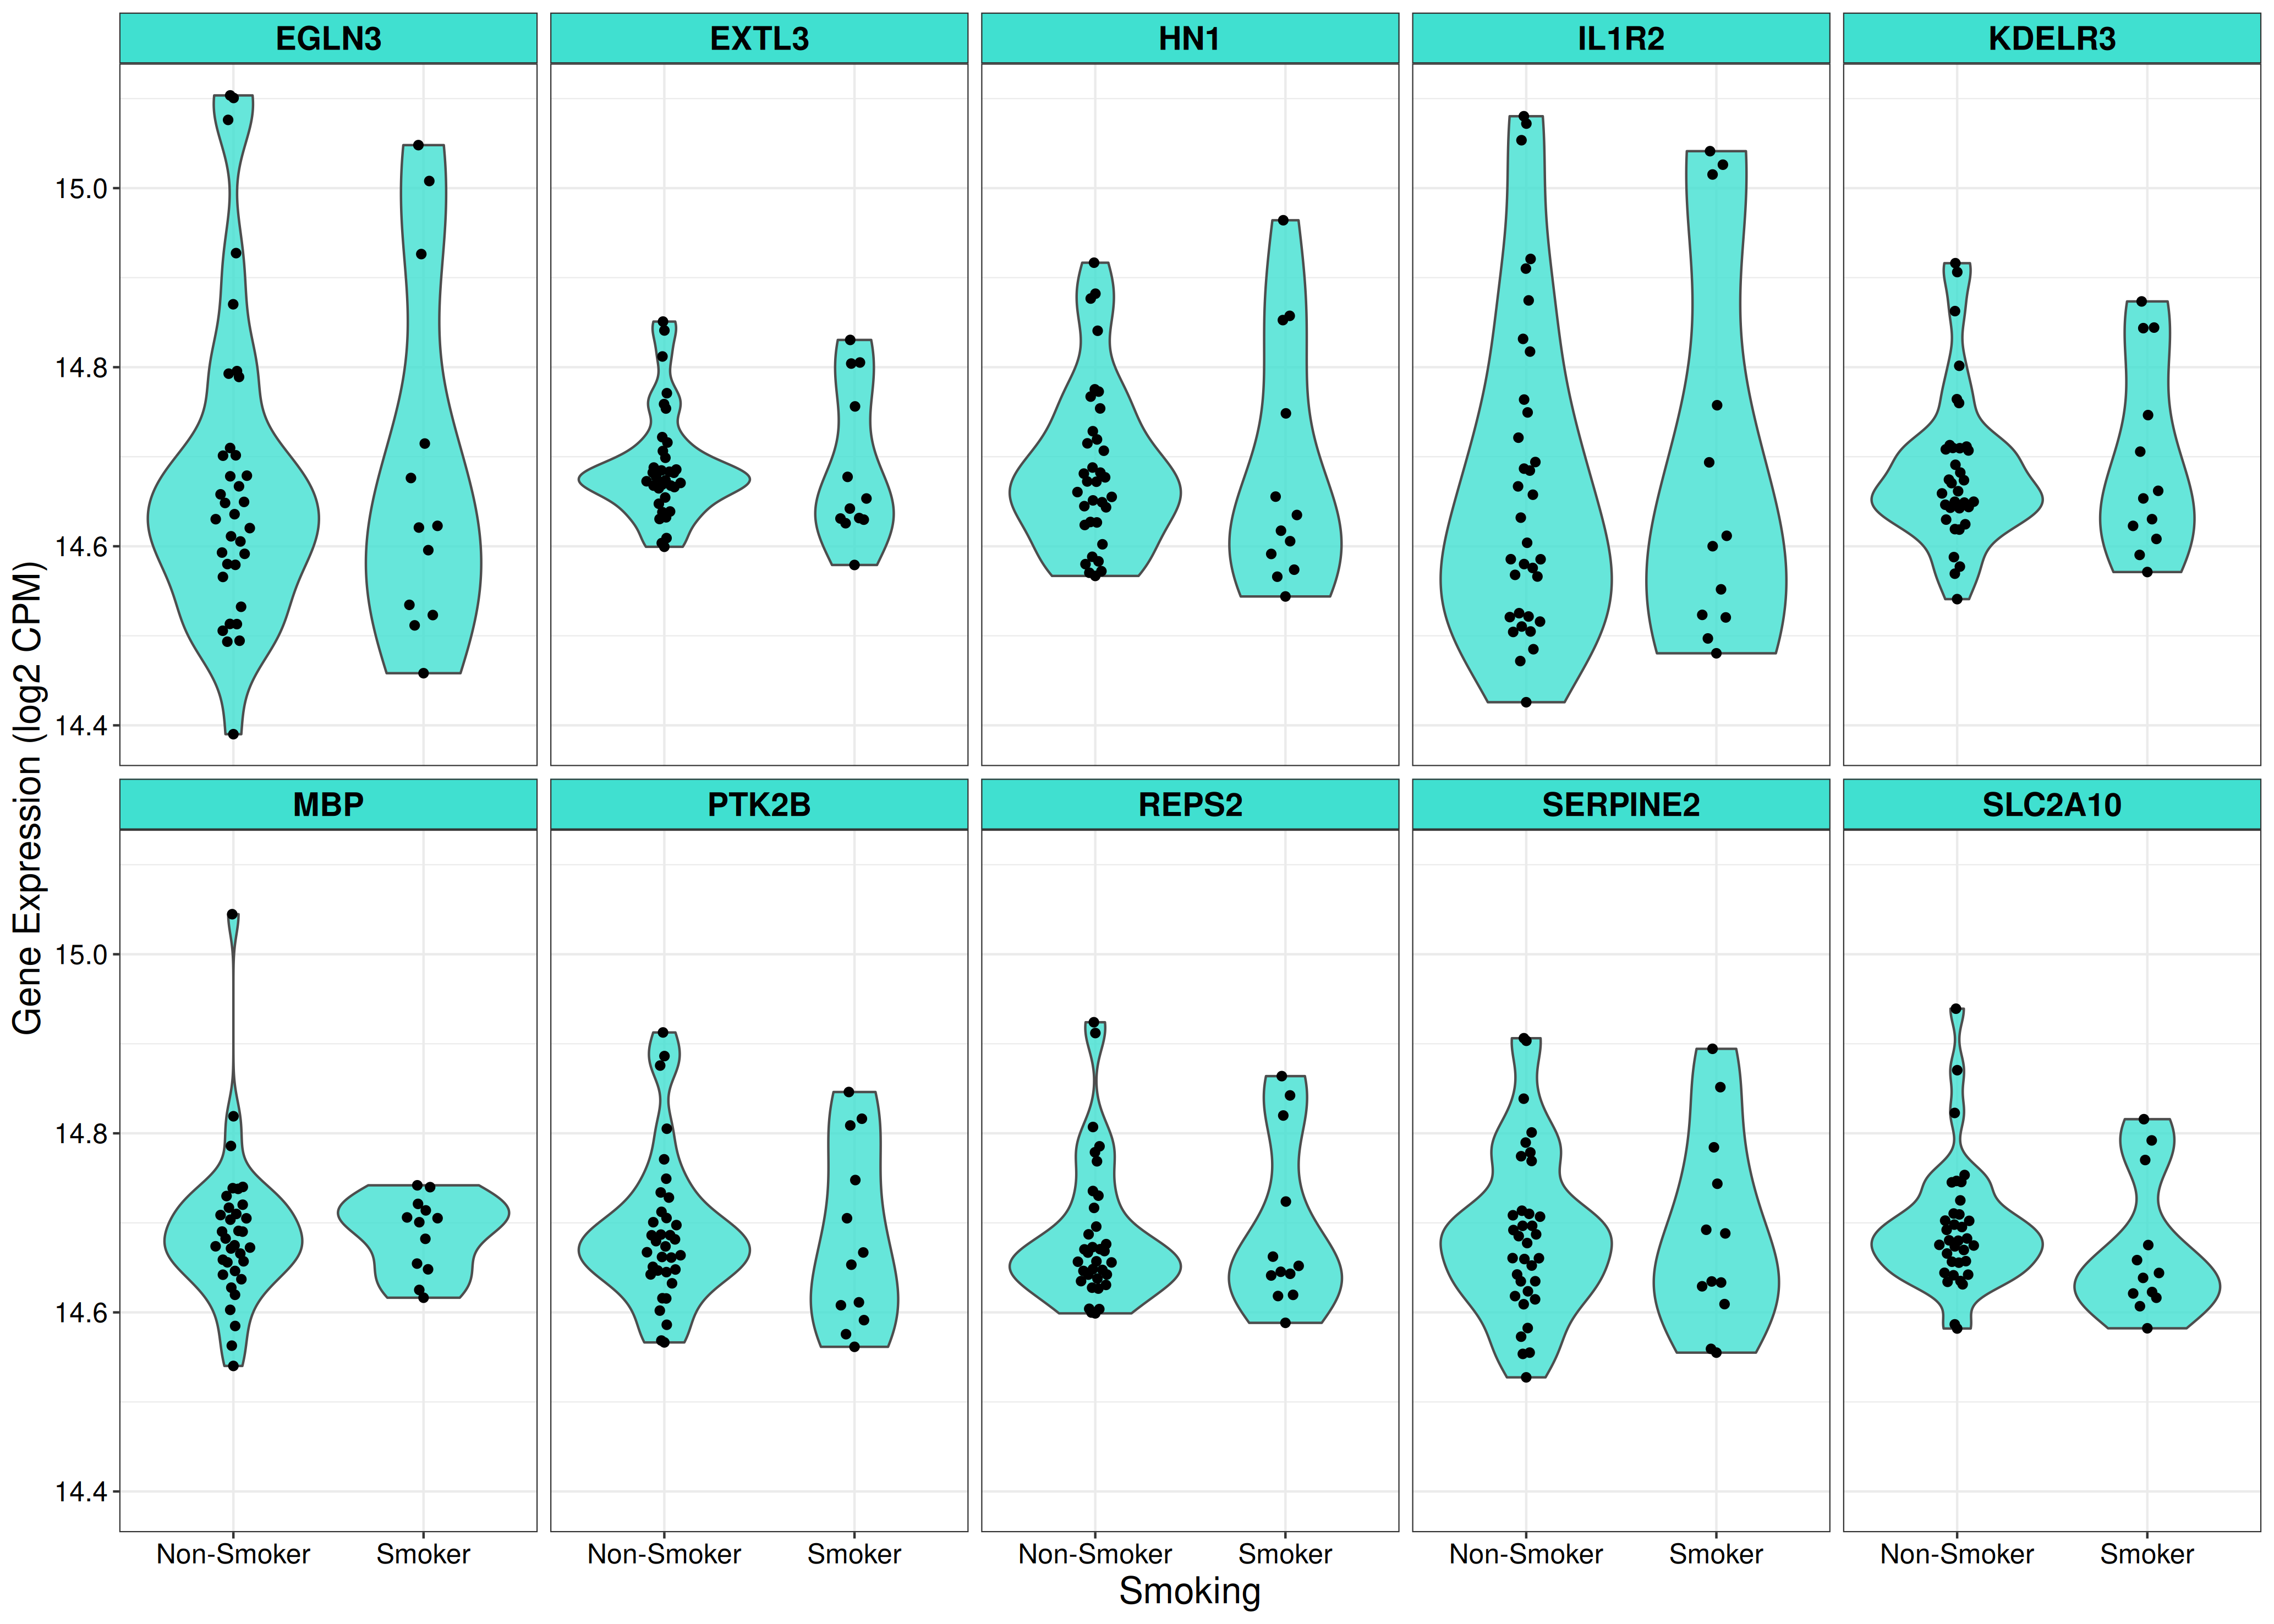 EGLN3 EXTL3 HN1 IL1R2 KDELR3
15.0
14.8
14.6
14.4
Gene Expression (log2 CPM)
MBP PTK2B REPS2 SERPINE2 SLC2A10
15.0
14.8
14.6
14.4
Non-Smoker Smoker Non-Smoker Smoker Non-Smoker Smoker Non-Smoker Smoker Non-Smoker Smoker
Smoking